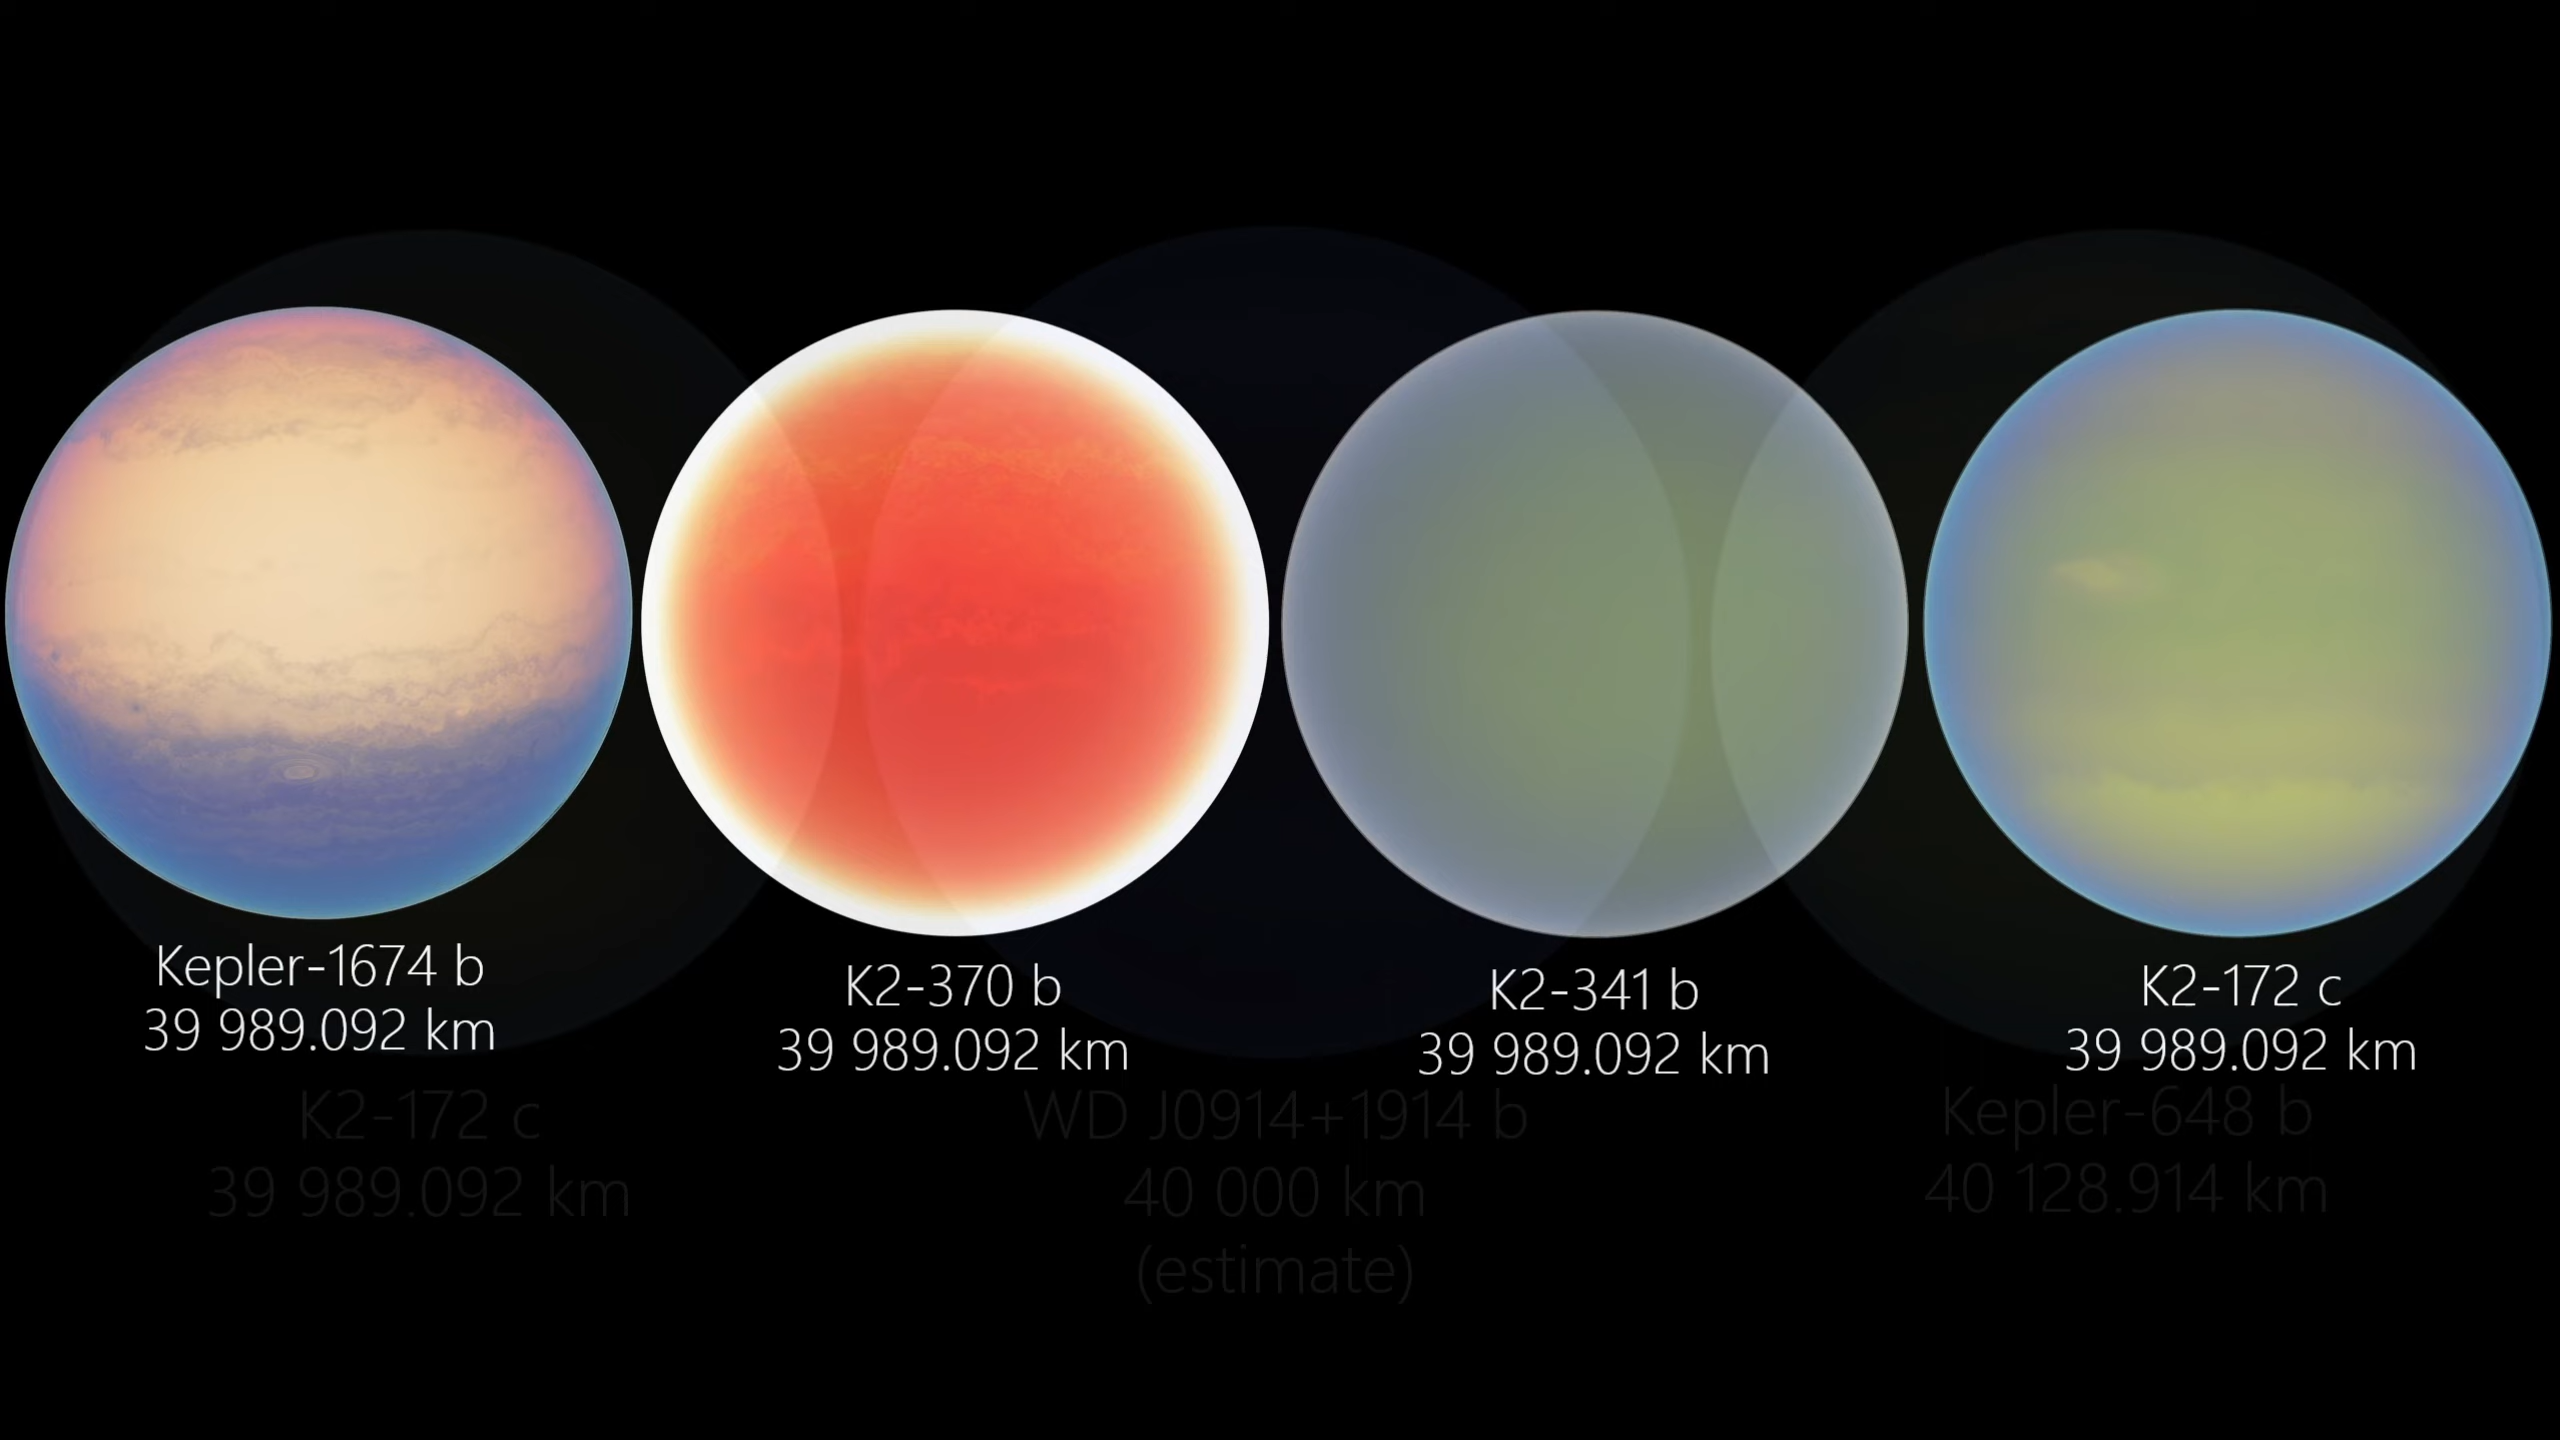 Kepler-1674 b
39 989.092 km
K2-370 b
39 989.092 km
K2-341 b
39 989.092 km
K2-172 c
39 989.092 km
K2-172 c
39 989.092 km
WD J0914+1914 b
40 000 km
(estimate)
Kepler-648 b
40 128.914 km